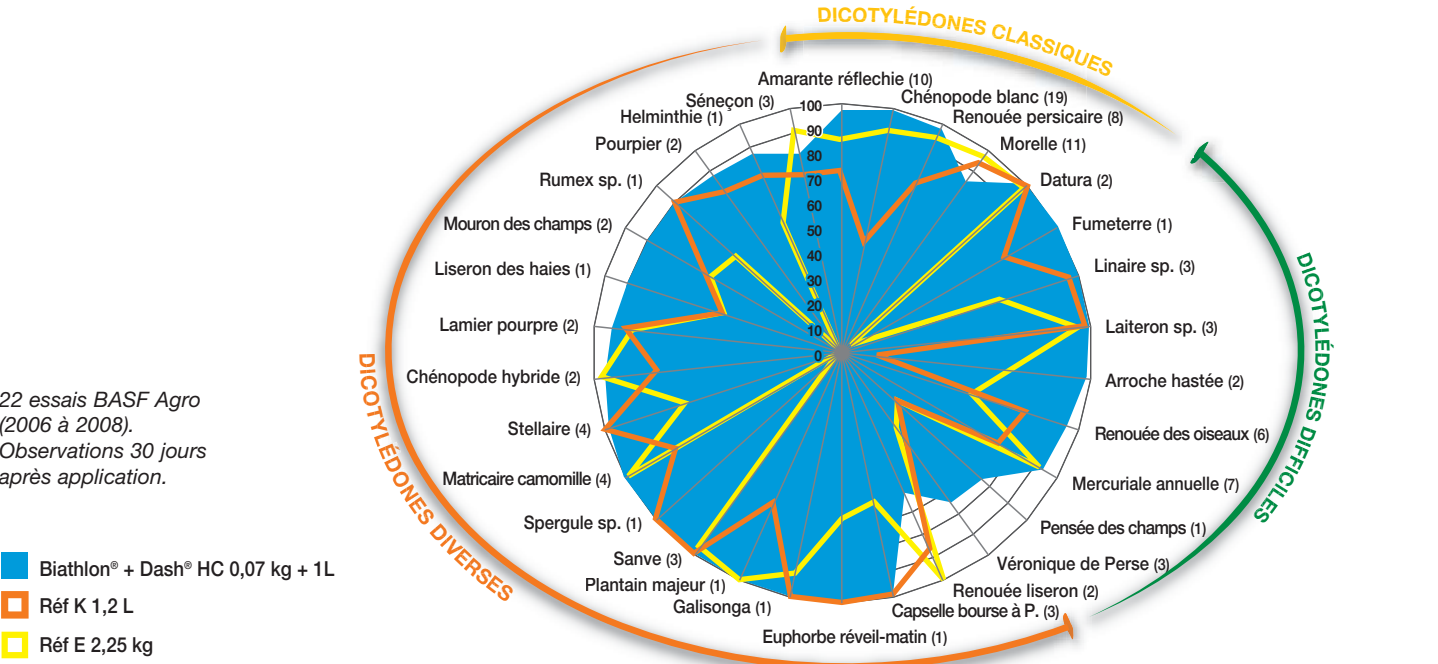 DICOTYLÉDONES CLASSIQUES
Amarante réflechie (10)
Chénopode blanc (19)
Renouée persicaire (8)
Morelle (11)
Datura (2)
Fumeterre (1)
Linaire sp. (3)
Laiteron sp. (3)
Arroche hastée (2)
Renouée des oiseaux (6)
Mercuriale annuelle (7)
Pensée des champs (1)
Véronique de Perse (3)
Renouée liseron (2)
Capselle bourse à P. (3)
Euphorbe réveil-matin (1)
Galisonga (1)
Plantain majeur (1)
Sanve (3)
Spergule sp. (1)
Matricaire camomille (4)
Stellaire (4)
Chénopode hybride (2)
Lamier pourpre (2)
Liseron des haies (1)
Mouron des champs (2)
Rumex sp. (1)
Pourpier (2)
Helminthie (1)
Séneçon (3)
100
90
80
70
60
50
40
30
20
10
0
DICOTYLÉDONES DIFFICILES
DICOTYLÉDONES DIVERSES
22 essais BASF Agro
(2006 à 2008).
Observations 30 jours
après application.
Biathlon® + Dash® HC 0,07 kg + 1L
Réf K 1,2 L
Réf E 2,25 kg